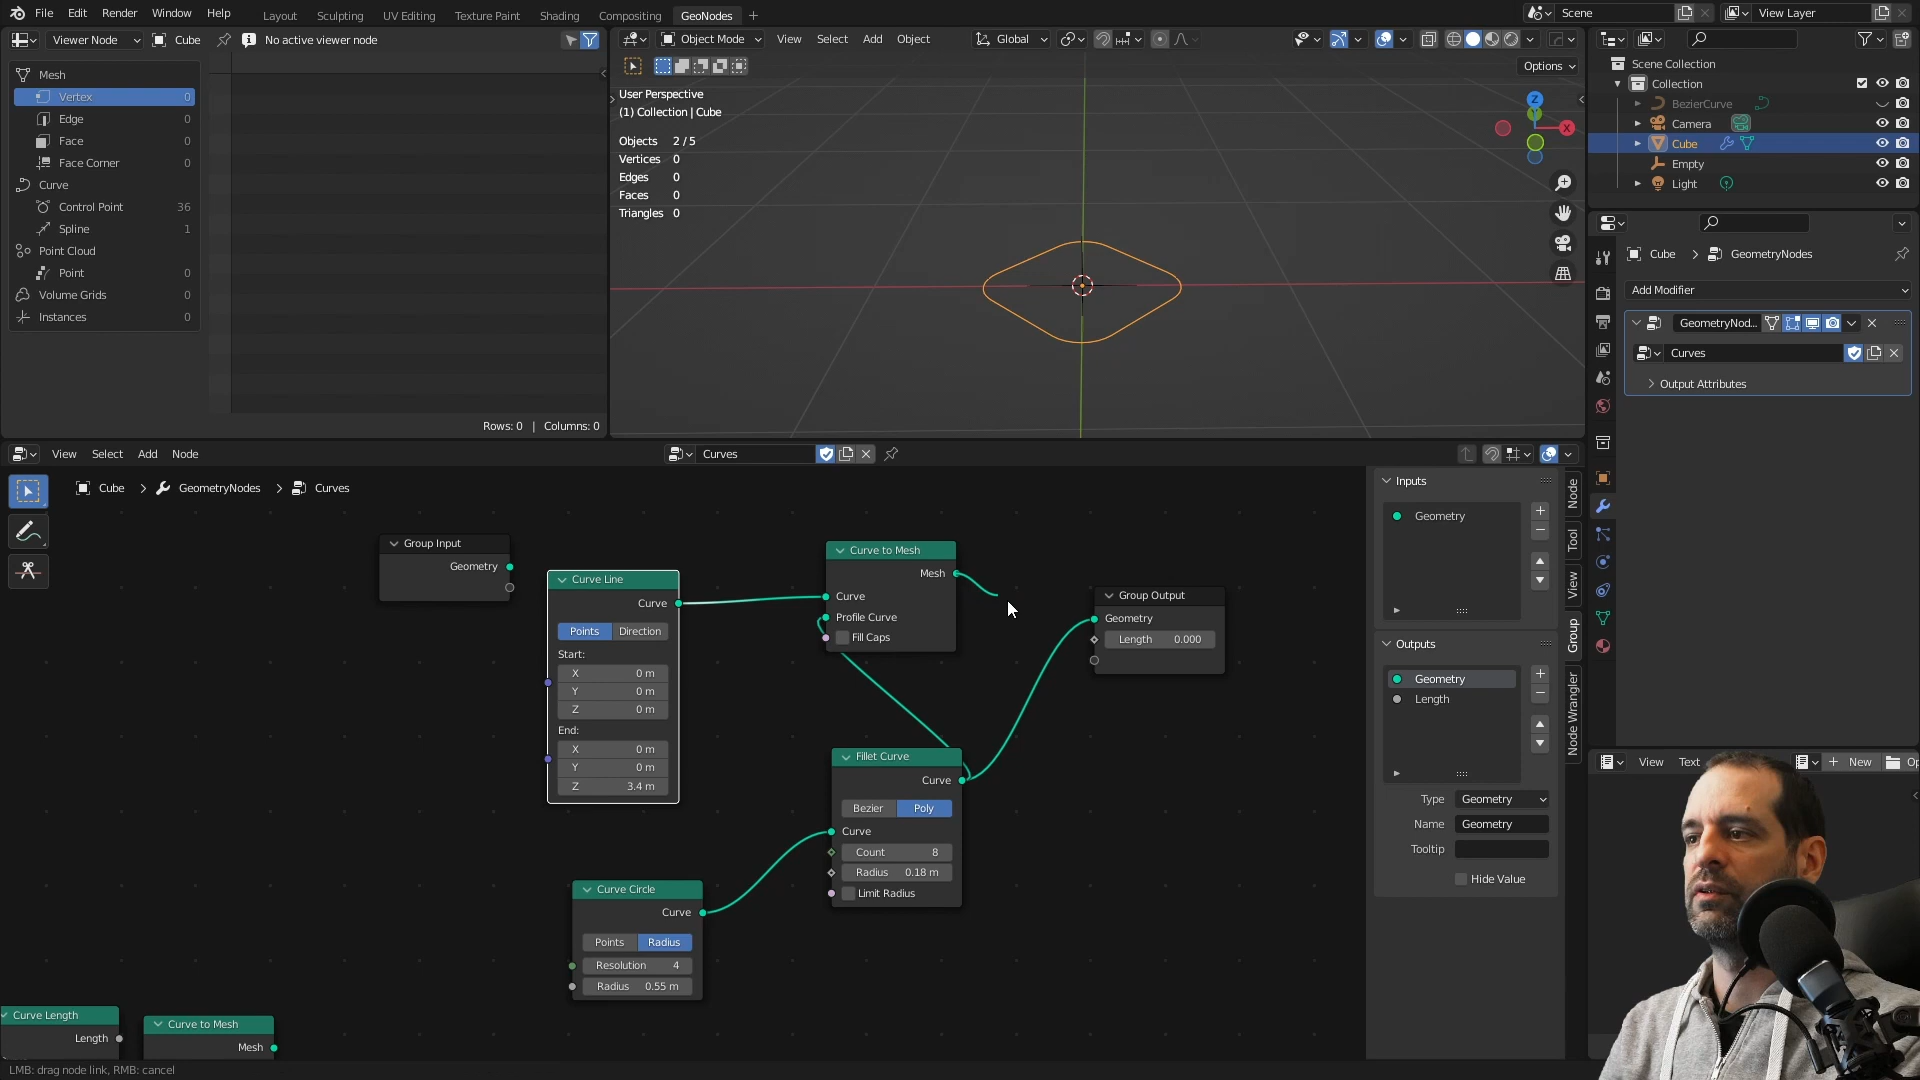 File Edit Render Window Help
Layout Sculpting UV Editing Texture Paint Shading Compositing GeoNodes +
Scene
View Layer
Viewer Node
Cube
No active viewer node
Object Mode
View Select Add Object
Global
Options
Mesh
Vertex 0
Edge 0
Face 0
Face Corner 0
Curve
Control Point 36
Spline 1
Point Cloud
Point 0
Volume Grids 0
Instances 0
Rows: 0 | Columns: 0
User Perspective
(1) Collection | Cube
Objects 2 / 5
Vertices 0
Edges 0
Faces 0
Triangles 0
Z
X
Scene Collection
Collection
BezierCurve
Camera
Cube
Empty
Light
Cube > GeometryNodes
Add Modifier
GeometryNod...
Curves
Output Attributes
View Select Add Node
Curves
Cube > GeometryNodes > Curves
Group Input
Geometry
Curve Line
Curve
Points Direction
Start:
X 0 m
Y 0 m
Z 0 m
End:
X 0 m
Y 0 m
Z 3.4 m
Curve to Mesh
Mesh
Curve
Profile Curve
Fill Caps
Group Output
Geometry
Length 0.000
Fillet Curve
Curve
Bezier Poly
Curve
Count 8
Radius 0.18 m
Limit Radius
Curve Circle
Curve
Points Radius
Resolution 4
Radius 0.55 m
Curve Length
Length
Curve to Mesh
Mesh
Inputs
Geometry
Outputs
Geometry
Length
Type Geometry
Name Geometry
Tooltip
Hide Value
Node
Tool
View
Group
Node Wrangler
View Text
+ New Op
LMB: drag node link, RMB: cancel